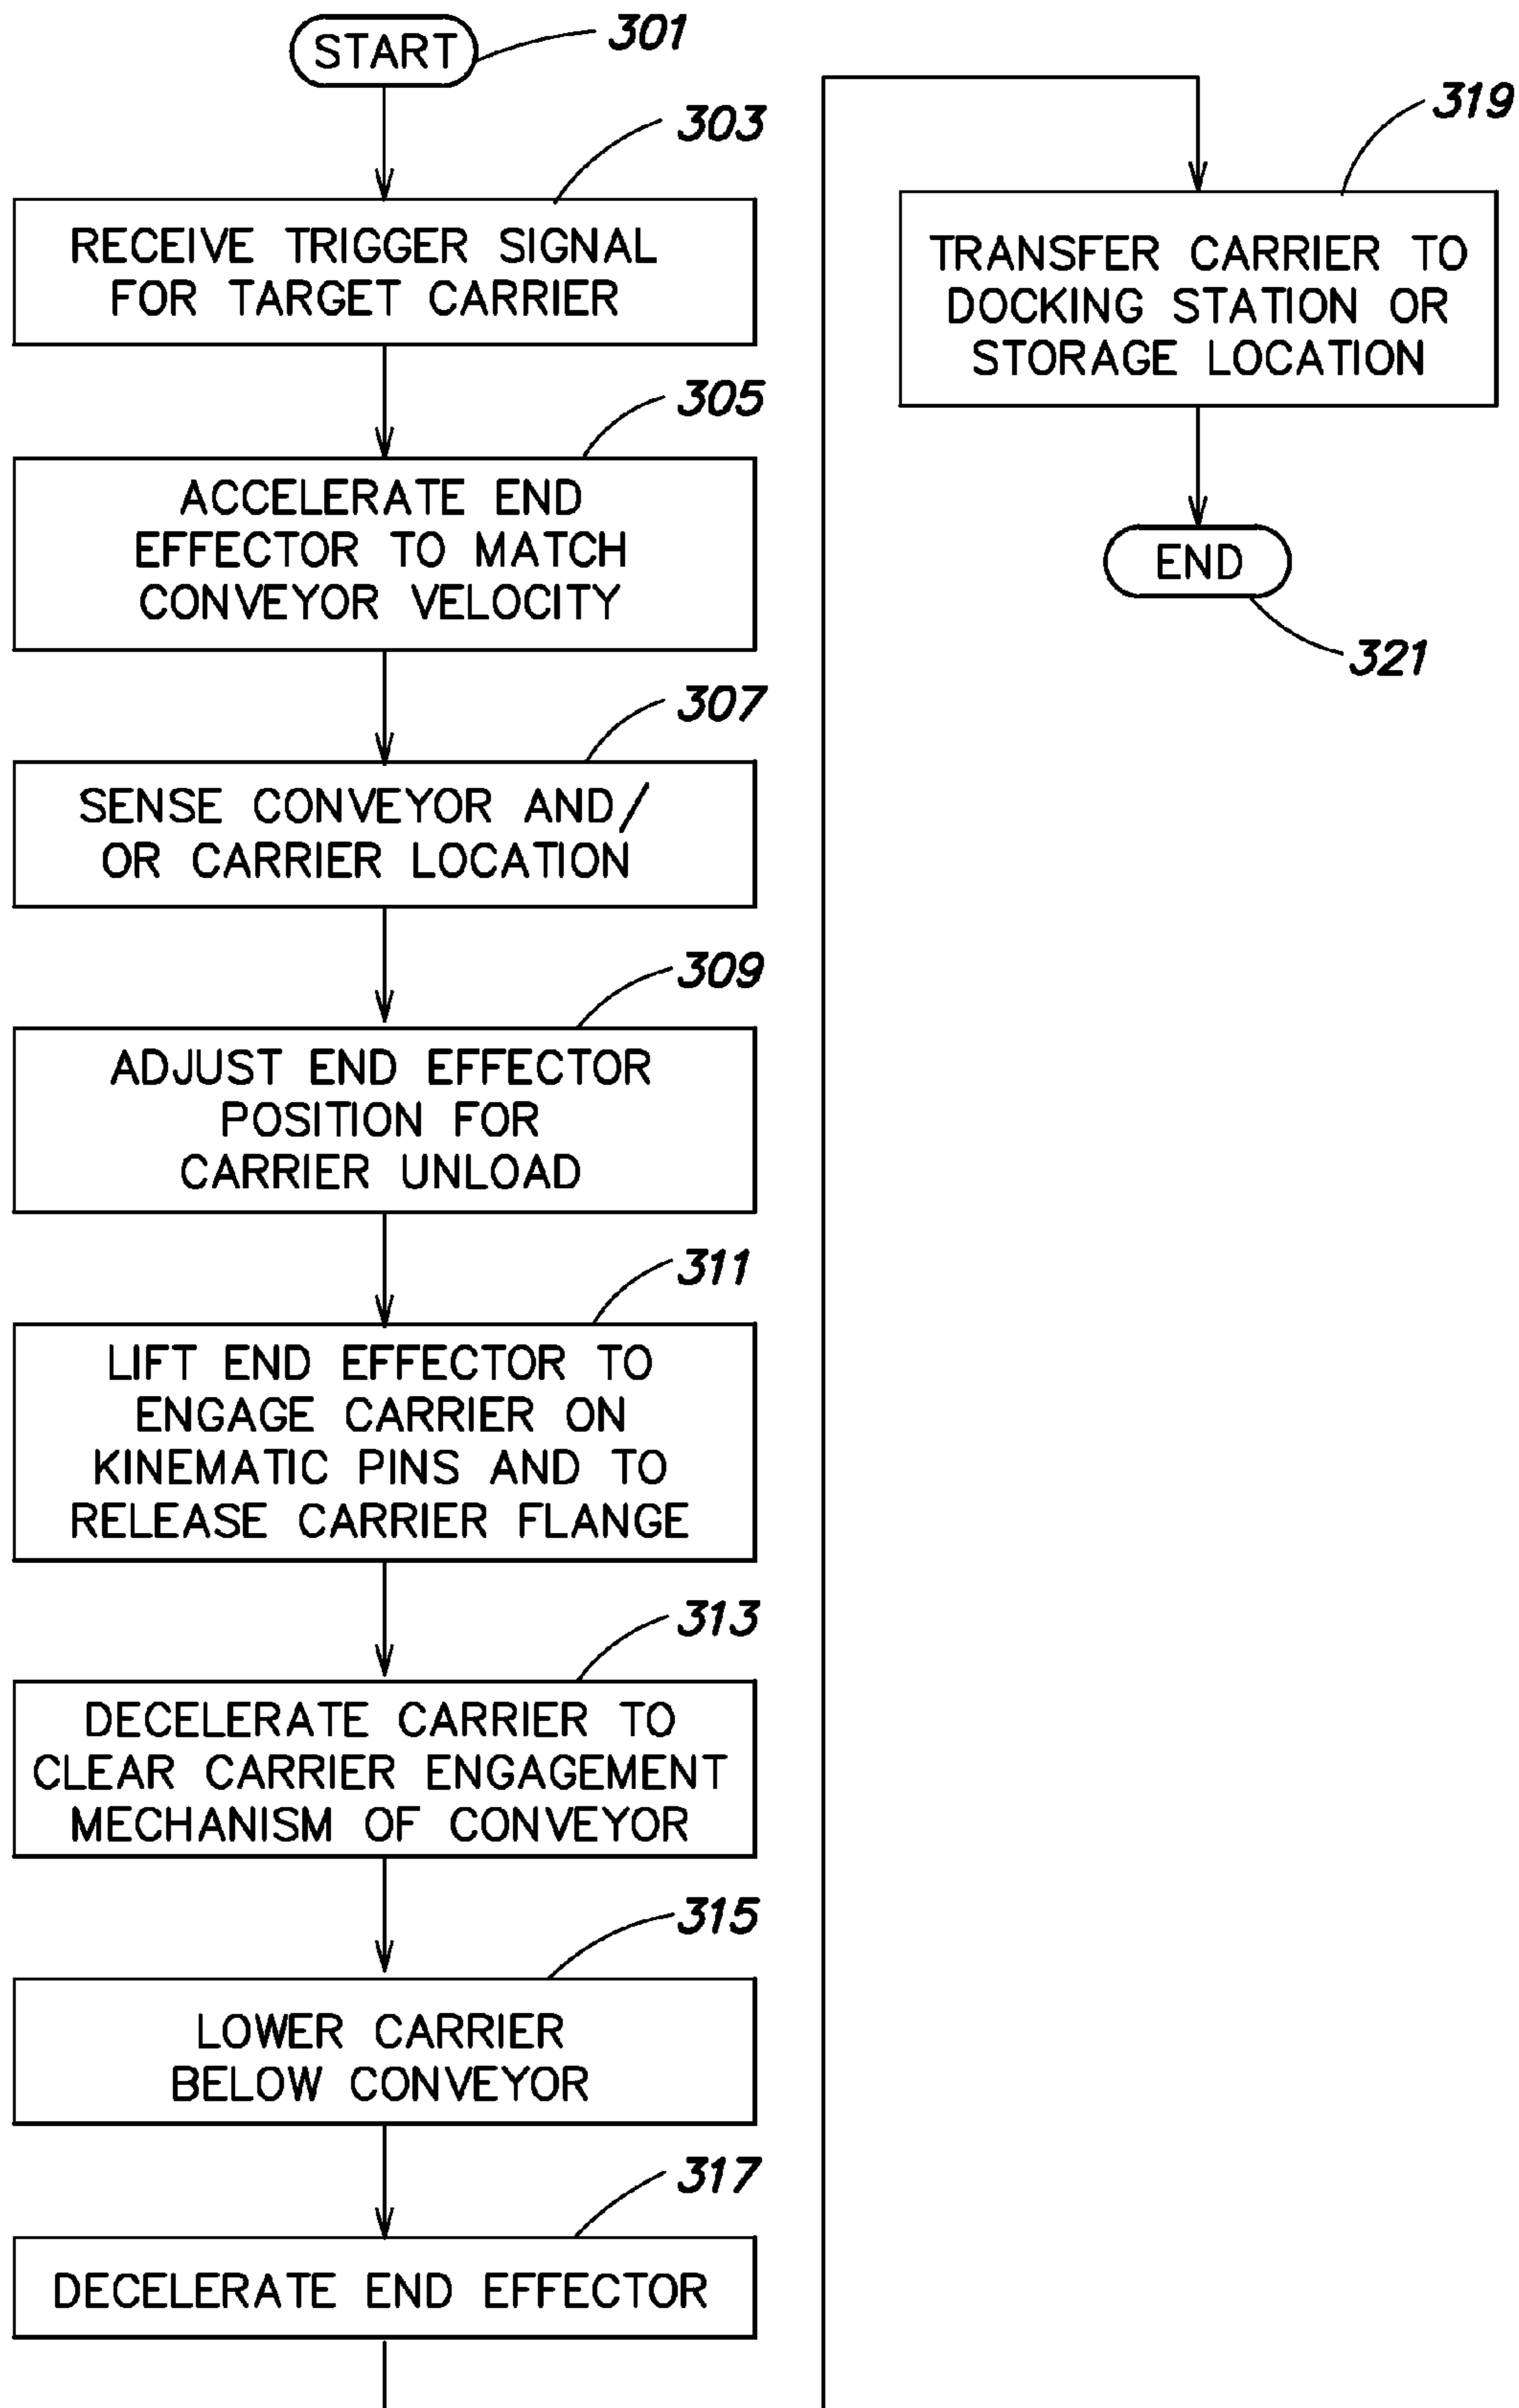 START
301
303
RECEIVE TRIGGER SIGNAL
FOR TARGET CARRIER
305
ACCELERATE END
EFFECTOR TO MATCH
CONVEYOR VELOCITY
307
SENSE CONVEYOR AND/
OR CARRIER LOCATION
309
ADJUST END EFFECTOR
POSITION FOR
CARRIER UNLOAD
311
LIFT END EFFECTOR TO
ENGAGE CARRIER ON
KINEMATIC PINS AND TO
RELEASE CARRIER FLANGE
313
DECELERATE CARRIER TO
CLEAR CARRIER ENGAGEMENT
MECHANISM OF CONVEYOR
315
LOWER CARRIER
BELOW CONVEYOR
317
DECELERATE END EFFECTOR
319
TRANSFER CARRIER TO
DOCKING STATION OR
STORAGE LOCATION
END
321